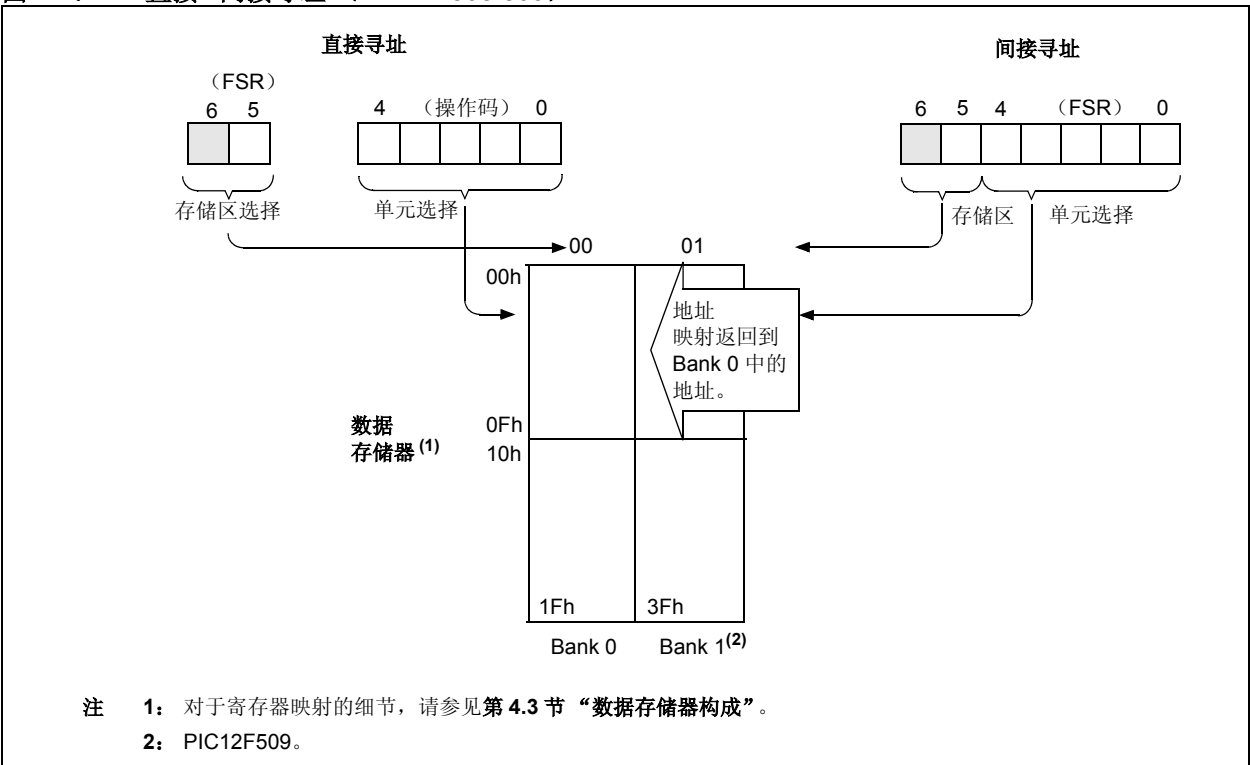 直接寻址
间接寻址
（FSR）
6 5
4 （操作码） 0
6 5 4 （FSR） 0
存储区选择
单元选择
存储区
单元选择
00
01
00h
地址
映射返回到
Bank 0 中的
地址。
数据
存储器 (1)
0Fh
10h
1Fh
3Fh
Bank 0
Bank 1(2)
注 1： 对于寄存器映射的细节，请参见第 4.3 节 “数据存储器构成”。
2： PIC12F509。